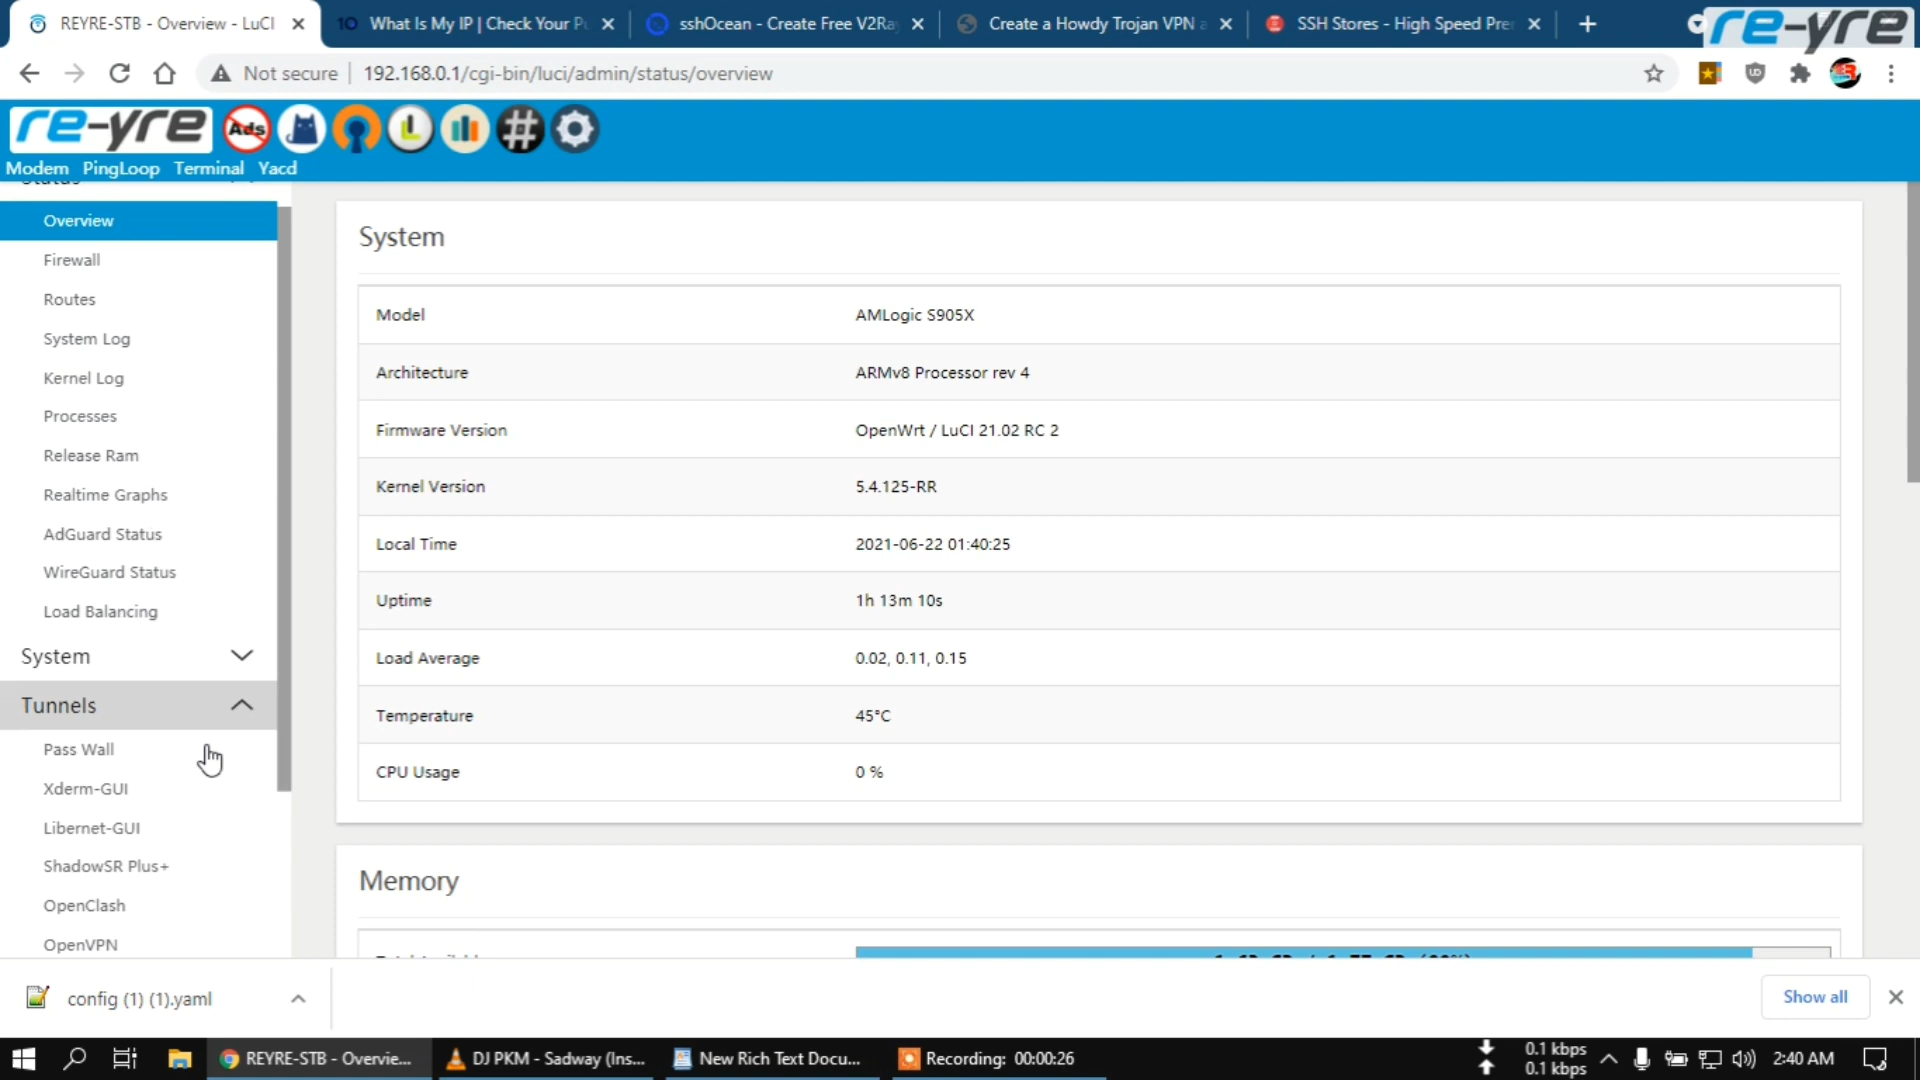 REYRE-STB - Overview - LuCI
What Is My IP | Check Your Pu
sshOcean - Create Free V2Ra
Create a Howdy Trojan VPN a
SSH Stores - High Speed Pre
re-yre
Not secure
192.168.0.1/cgi-bin/luci/admin/status/overview
re-yre
Ads
Modem PingLoop Terminal Yacd
Status
Overview
Firewall
Routes
System Log
Kernel Log
Processes
Release Ram
Realtime Graphs
AdGuard Status
WireGuard Status
Load Balancing
System
Tunnels
Pass Wall
Xderm-GUI
Libernet-GUI
ShadowSR Plus+
OpenClash
OpenVPN
System
Model AMLogic S905X
Architecture ARMv8 Processor rev 4
Firmware Version OpenWrt / LuCI 21.02 RC 2
Kernel Version 5.4.125-RR
Local Time 2021-06-22 01:40:25
Uptime 1h 13m 10s
Load Average 0.02, 0.11, 0.15
Temperature 45°C
CPU Usage 0 %
Memory
config (1) (1).yaml
Show all
REYRE-STB - Overvie...
DJ PKM - Sadway (Ins...
New Rich Text Docu...
Recording: 00:00:26
0.1 kbps
0.1 kbps
2:40 AM